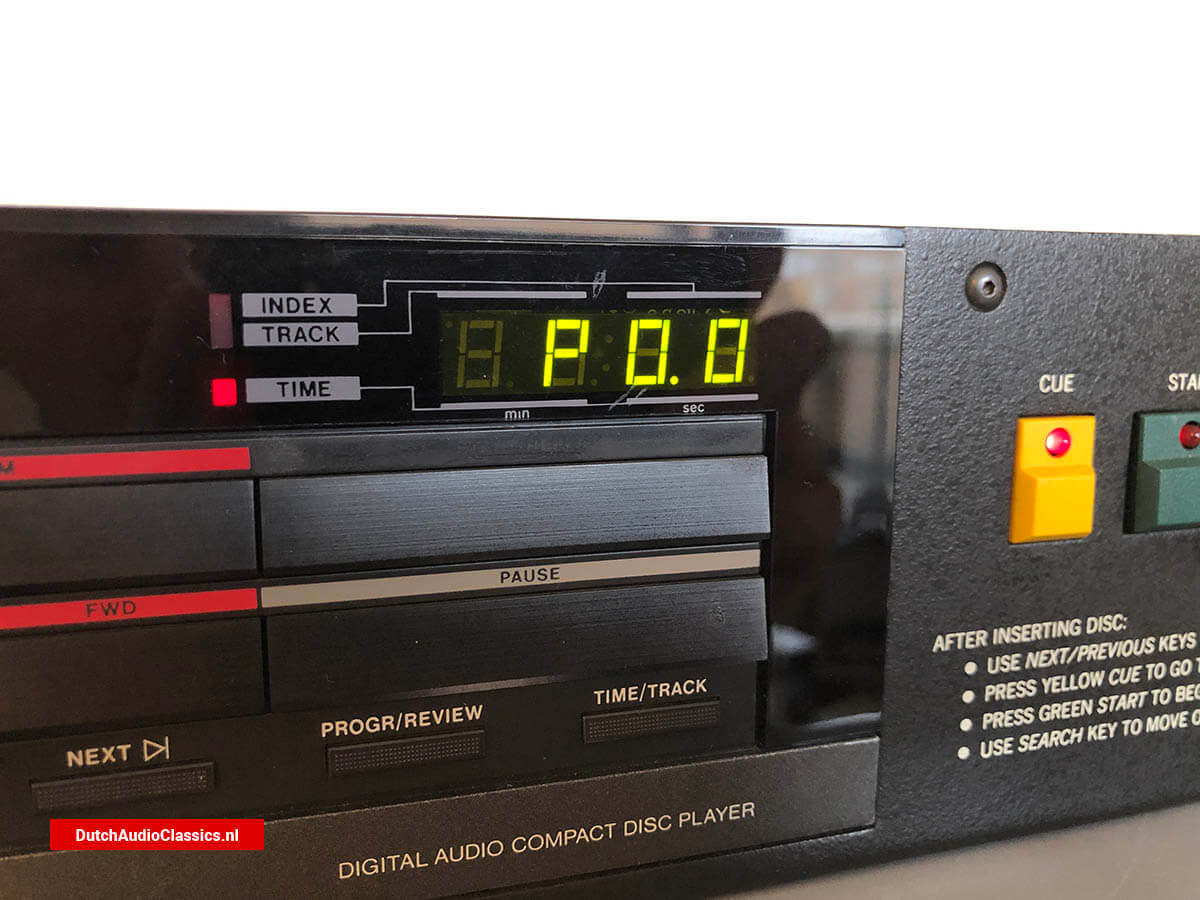 INDEX
TRACK
TIME
P0.0
min
sec
CUE
M
PAUSE
FWD
AFTER INSERTING DISC:
● USE NEXT/PREVIOUS KEYS
● PRESS YELLOW CUE TO GO
● PRESS GREEN START TO
● USE SEARCH KEY TO MOVE
TIME/TRACK
PROGR/REVIEW
NEXT
DIGITAL AUDIO COMPACT DISC PLAYER
DutchAudioClassics.nl